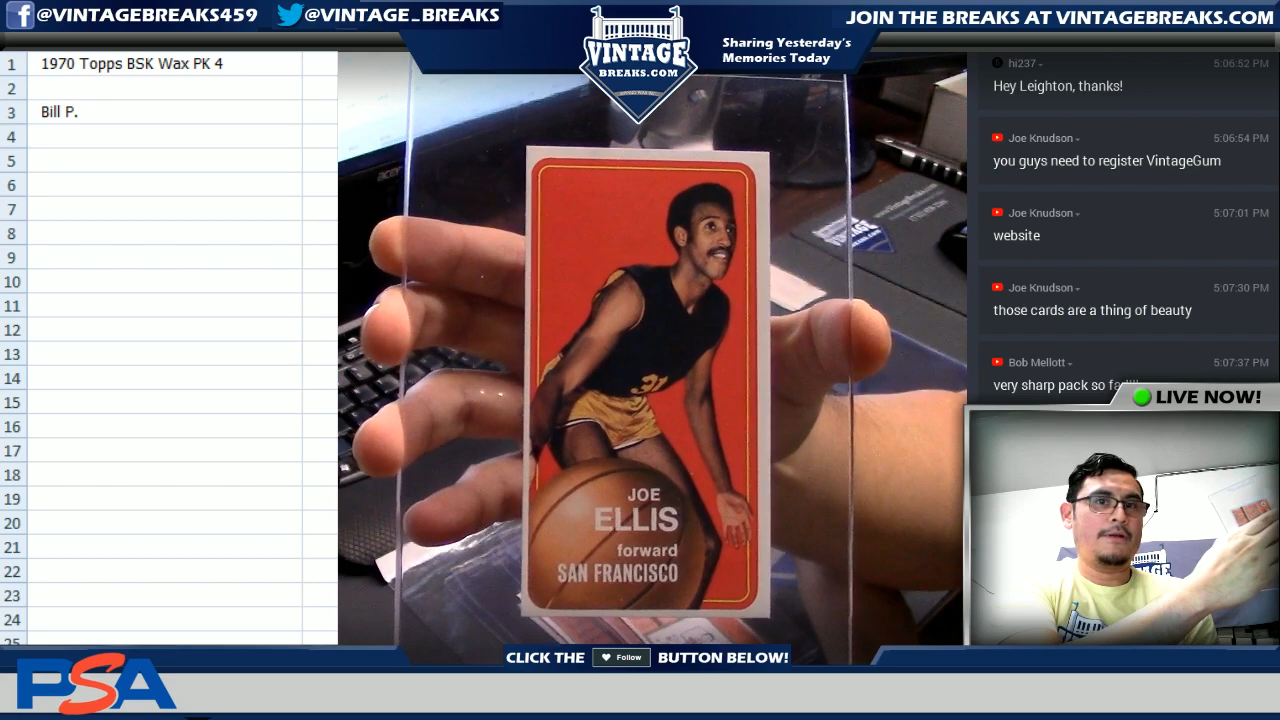 @VINTAGEBREAKS459
@VINTAGE_BREAKS
VINTAGE
BREAKS.COM
Sharing Yesterday's
Memories Today
JOIN THE BREAKS AT VINTAGEBREAKS.COM
1 1970 Topps BSK Wax PK 4
2
3 Bill P.
4
5
6
7
8
9
10
11
12
13
14
15
16
17
18
19
20
21
22
23
24
25
acer
VINTAGE
31
JOE
ELLIS
forward
SAN FRANCISCO
hi237 5:06:52 PM
Hey Leighton, thanks!
Joe Knudson 5:06:54 PM
you guys need to register VintageGum
Joe Knudson 5:07:01 PM
website
Joe Knudson 5:07:30 PM
those cards are a thing of beauty
Bob Mellott 5:07:37 PM
very sharp pack so
LIVE NOW!
CLICK THE Follow BUTTON BELOW!
PSA